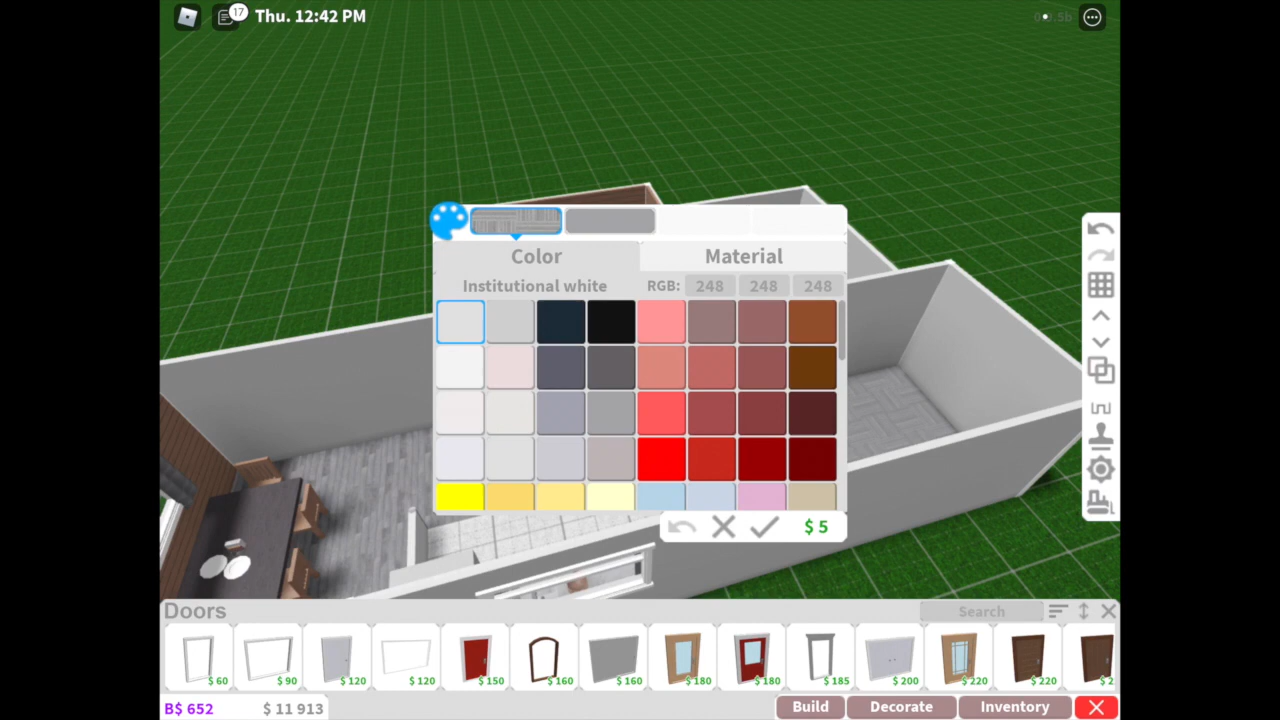 17 Thu. 12:42 PM
Color Material
Institutional white RGB: 248 248 248
$ 5
Doors Search
$ 60 $ 90 $ 120 $ 120 $ 150 $ 160 $ 160 $ 180 $ 180 $ 185 $ 200 $ 220 $ 220 $ 2
B$ 652 $ 11 913 Build Decorate Inventory